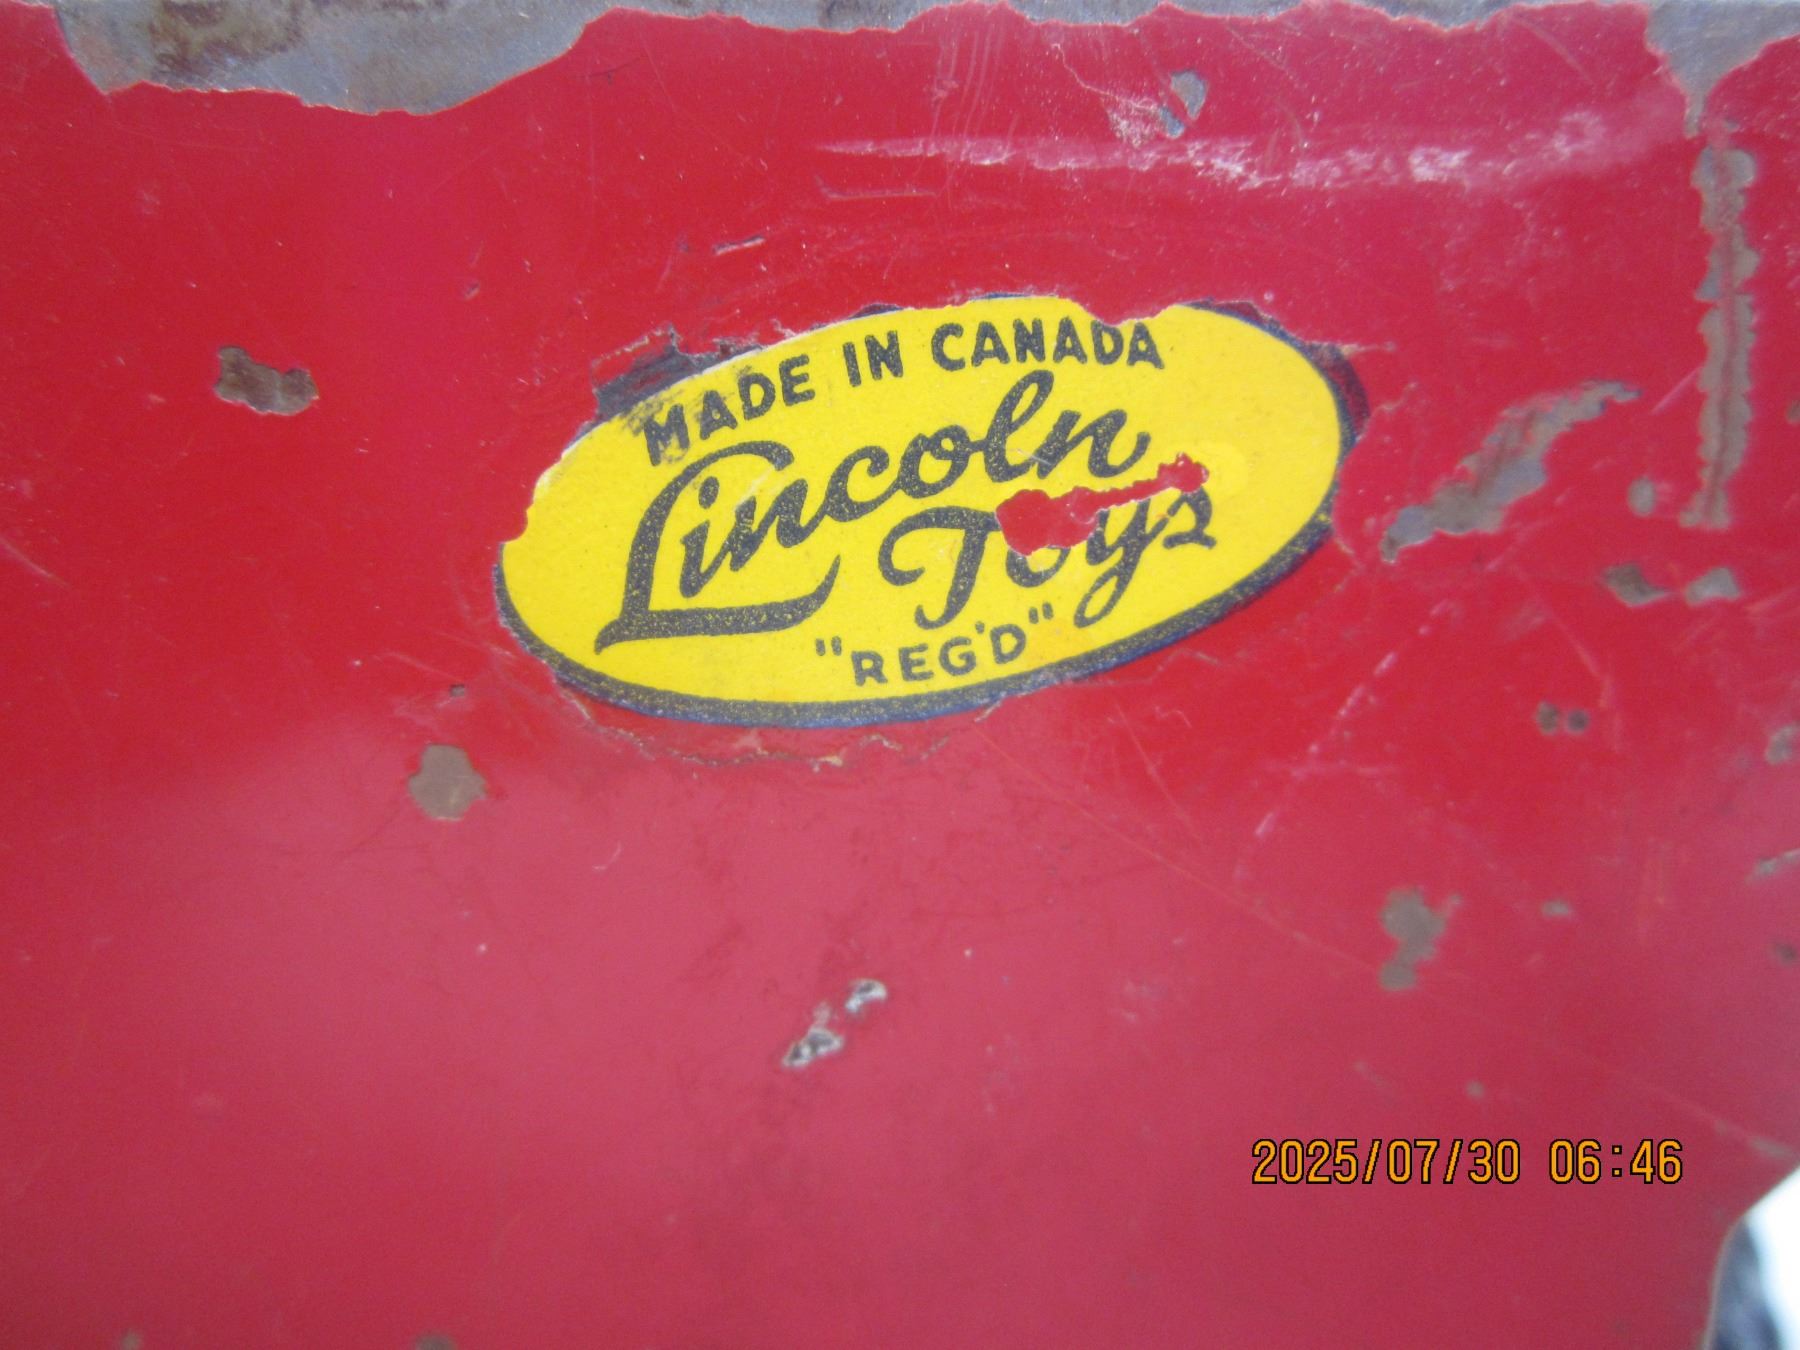 MADE IN CANADA
Lincoln
Toys
"REG'D"
2025/07/30 06:46